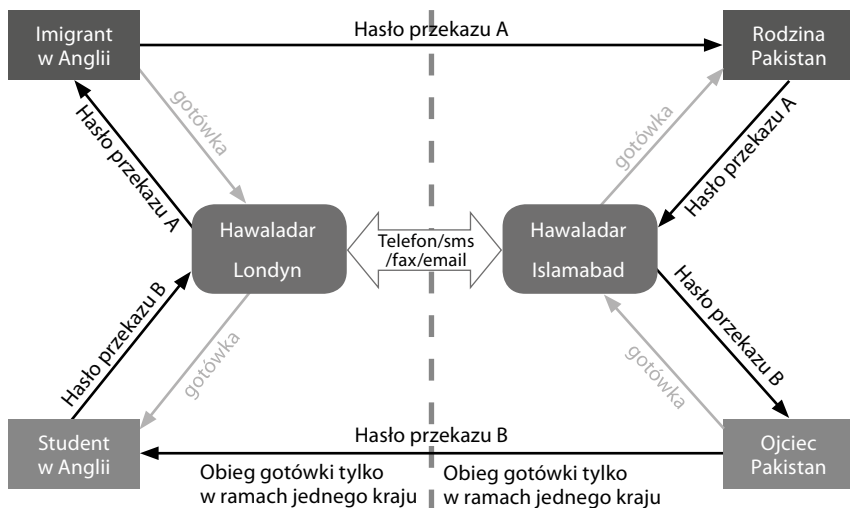 Imigrant
w Anglii
Hasło przekazu A
Rodzina
Pakistan
gotówka
Hasło przekazu A
gotówka
Hasło przekazu A
Hawaladar
Londyn
Telefon/sms
/fax/email
Hawaladar
Islamabad
Hasło przekazu B
gotówka
gotówka
Hasło przekazu B
Student
w Anglii
Hasło przekazu B
Ojciec
Pakistan
Obieg gotówki tylko
w ramach jednego kraju
Obieg gotówki tylko
w ramach jednego kraju